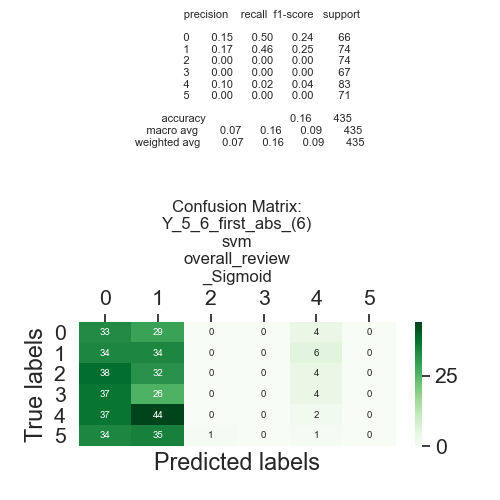 precision recall f1-score support
0 0.15 0.50 0.24 66
1 0.17 0.46 0.25 74
2 0.00 0.00 0.00 74
3 0.00 0.00 0.00 67
4 0.10 0.02 0.04 83
5 0.00 0.00 0.00 71
accuracy 0.16 435
macro avg 0.07 0.16 0.09 435
weighted avg 0.07 0.16 0.09 435
Confusion Matrix:
Y_5_6_first_abs_(6)
svm
overall_review
_Sigmoid
0 1 2 3 4 5
0 33 29 0 0 4 0
1 34 34 0 0 6 0
2 38 32 0 0 4 0
3 37 26 0 0 4 0
4 37 44 0 0 2 0
5 34 35 1 0 1 0
True labels
Predicted labels
25
0